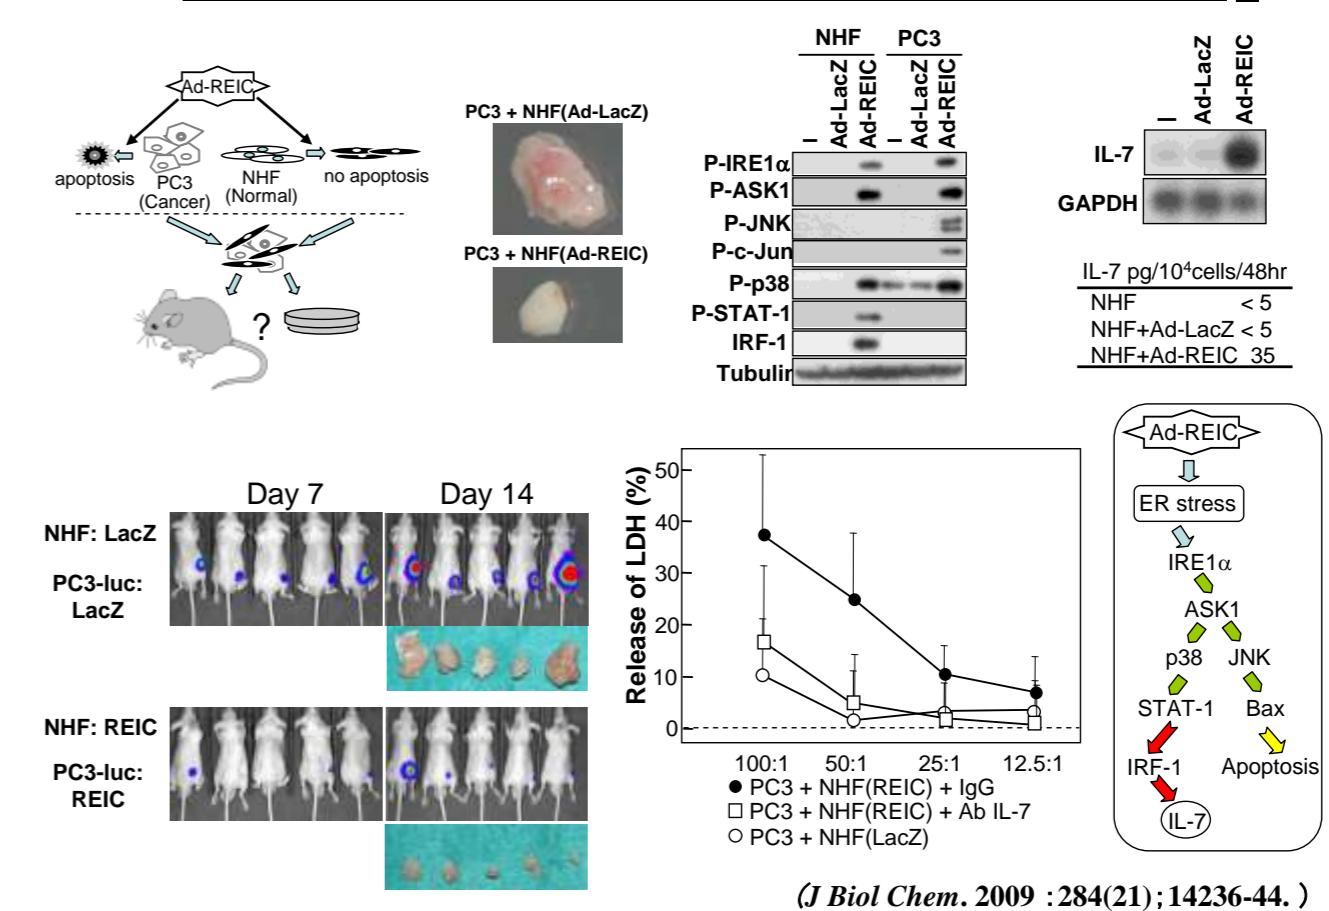 Ad-REIC
apoptosis
PC3
(Cancer)
NHF
(Normal)
no apoptosis
?
PC3 + NHF(Ad-LacZ)
PC3 + NHF(Ad-REIC)
NHF PC3
– Ad-LacZ Ad-REIC – Ad-LacZ Ad-REIC
P-IRE1α
P-ASK1
P-JNK
P-c-Jun
P-p38
P-STAT-1
IRF-1
Tubulin
– Ad-LacZ Ad-REIC
IL-7
GAPDH
IL-7 pg/10⁴cells/48hr
NHF < 5
NHF+Ad-LacZ < 5
NHF+Ad-REIC 35
Day 7 Day 14
NHF: LacZ
PC3-luc:
LacZ
NHF: REIC
PC3-luc:
REIC
Release of LDH (%)
50
40
30
20
10
0
100:1 50:1 25:1 12.5:1
● PC3 + NHF(REIC) + IgG
□ PC3 + NHF(REIC) + Ab IL-7
○ PC3 + NHF(LacZ)
Ad-REIC
ER stress
IRE1α
ASK1
p38 JNK
STAT-1 Bax
IRF-1 Apoptosis
IL-7
(J Biol Chem. 2009 :284(21);14236-44. )